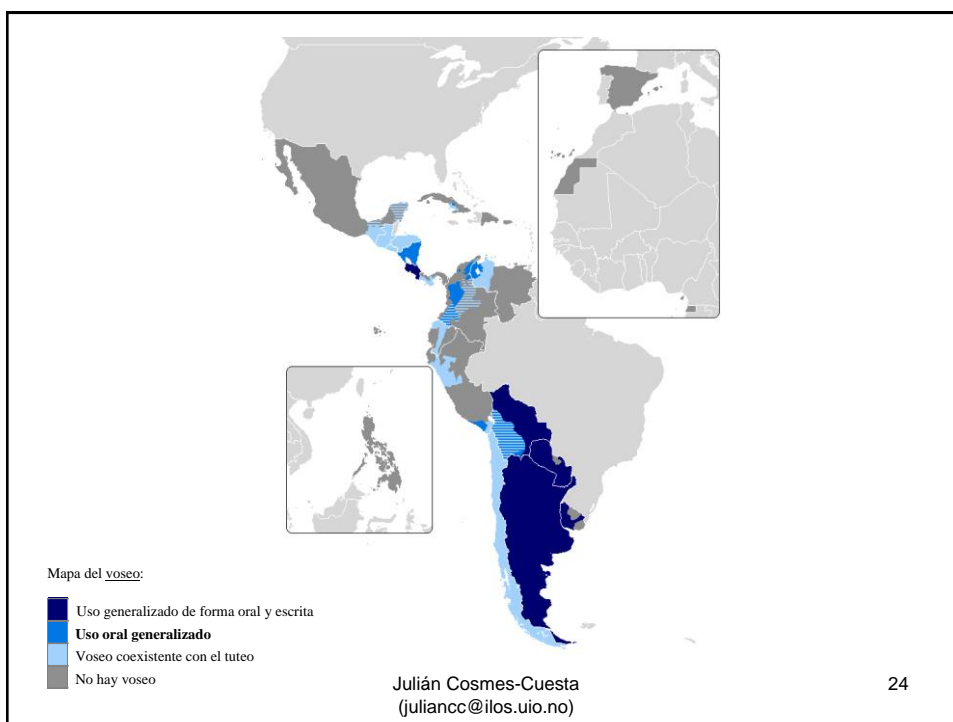 Mapa del voseo:
Uso generalizado de forma oral y escrita
Uso oral generalizado
Voseo coexistente con el tuteo
No hay voseo
Julián Cosmes-Cuesta
(juliancc@ilos.uio.no)
24